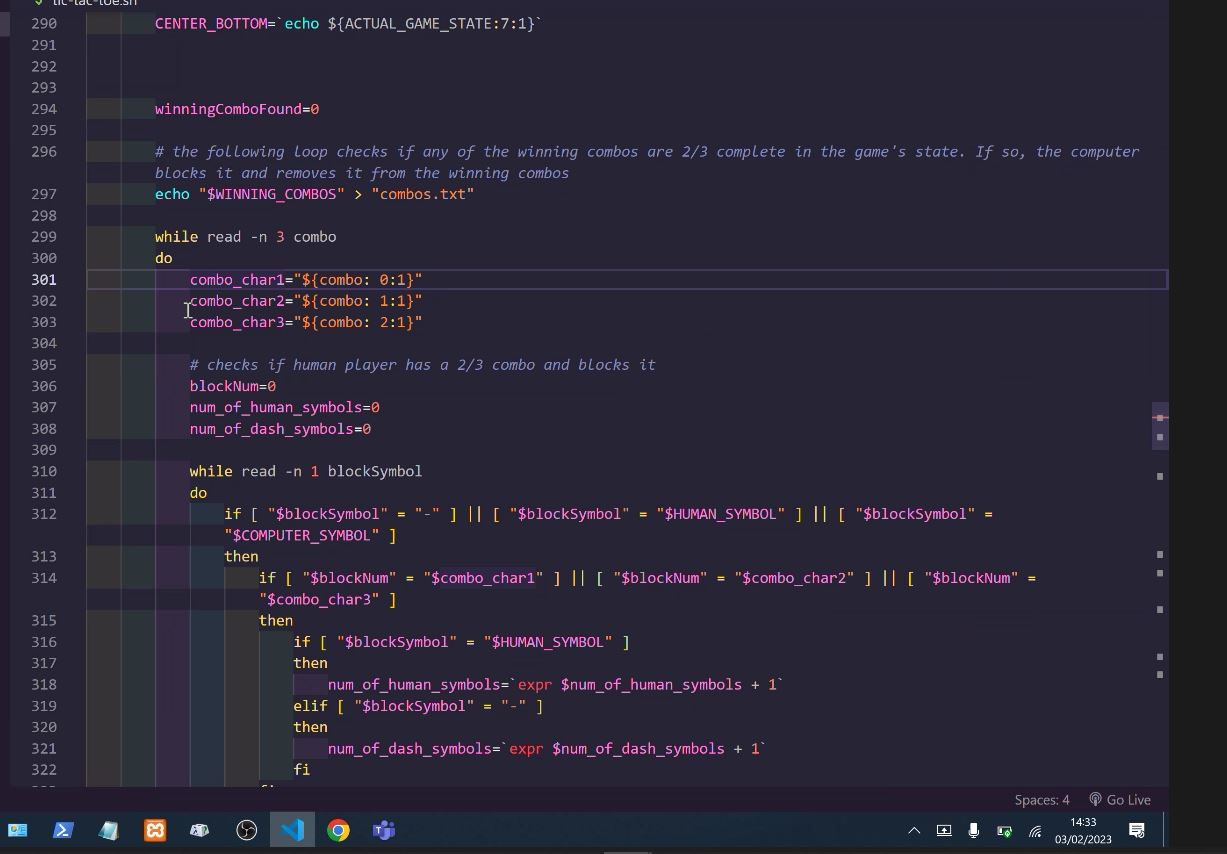 tic-tac-toe.sh
290 CENTER_BOTTOM=`echo ${ACTUAL_GAME_STATE:7:1}`
291
292
293
294 winningComboFound=0
295
296 # the following loop checks if any of the winning combos are 2/3 complete in the game's state. If so, the computer
blocks it and removes it from the winning combos
297 echo "$WINNING_COMBOS" > "combos.txt"
298
299 while read -n 3 combo
300 do
301 combo_char1="${combo: 0:1}"
302 combo_char2="${combo: 1:1}"
303 combo_char3="${combo: 2:1}"
304
305 # checks if human player has a 2/3 combo and blocks it
306 blockNum=0
307 num_of_human_symbols=0
308 num_of_dash_symbols=0
309
310 while read -n 1 blockSymbol
311 do
312 if [ "$blockSymbol" = "-" ] || [ "$blockSymbol" = "$HUMAN_SYMBOL" ] || [ "$blockSymbol" =
"$COMPUTER_SYMBOL" ]
313 then
314 if [ "$blockNum" = "$combo_char1" ] || [ "$blockNum" = "$combo_char2" ] || [ "$blockNum" =
"$combo_char3" ]
315 then
316 if [ "$blockSymbol" = "$HUMAN_SYMBOL" ]
317 then
318 num_of_human_symbols=`expr $num_of_human_symbols + 1`
319 elif [ "$blockSymbol" = "-" ]
320 then
321 num_of_dash_symbols=`expr $num_of_dash_symbols + 1`
322 fi
Spaces: 4 Go Live
14:33
03/02/2023